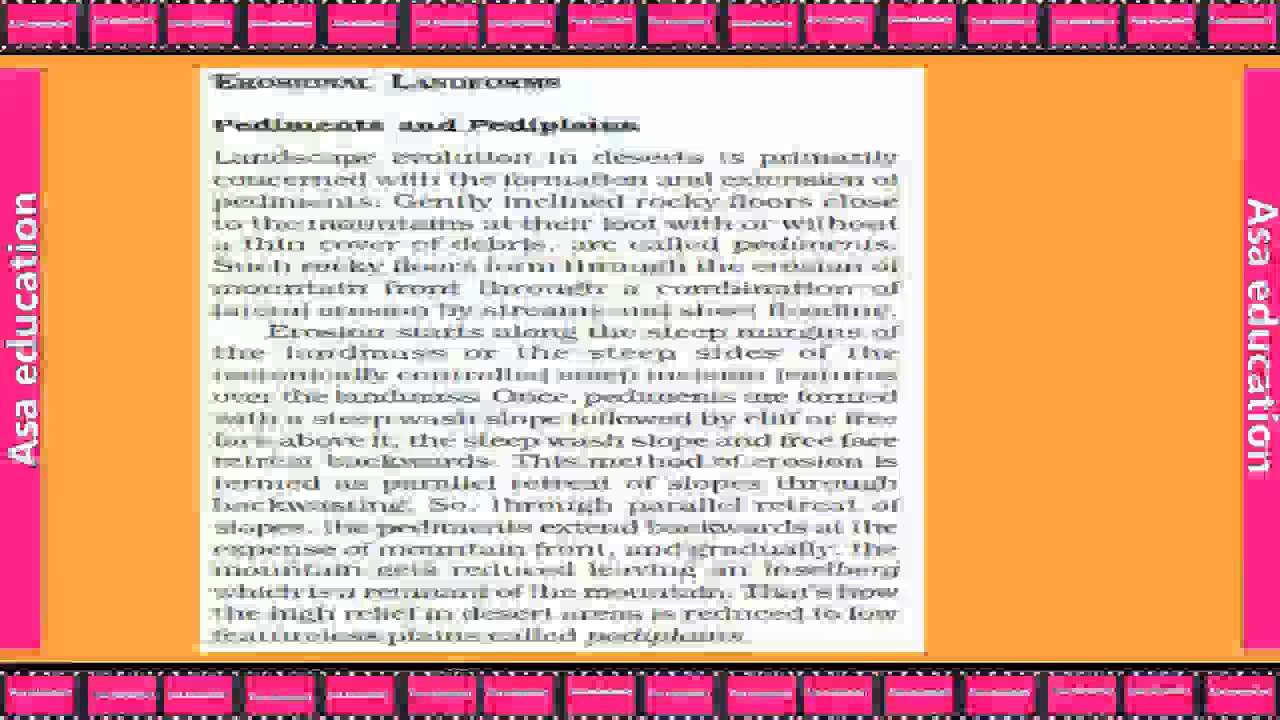 EROSIONAL LANDFORMS
Pediments and Pediplains
Landscape evolution in deserts is primarily
concerned with the formation and extension of
pediments. Gently inclined rocky floors close
to the mountains at their foot with or without
a thin cover of debris, are called pediments.
Such rocky floors form through the erosion of
mountain front through a combination of
lateral erosion by streams and sheet flooding.
Erosion starts along the steep margins of
the landmass or the steep sides of the
tectonically controlled steep incision features
over the landmass. Once, pediments are formed
with a steep wash slope followed by cliff or free
face above it, the steep wash slope and free face
retreat backwards. This method of erosion is
termed as parallel retreat of slopes through
backwasting. So, through parallel retreat of
slopes, the pediments extend backwards at the
expense of mountain front, and gradually, the
mountain gets reduced leaving an inselberg
which is a remnant of the mountain. That's how
the high relief in desert areas is reduced to low
featureless plains called pediplains.
Asa education
Asa education